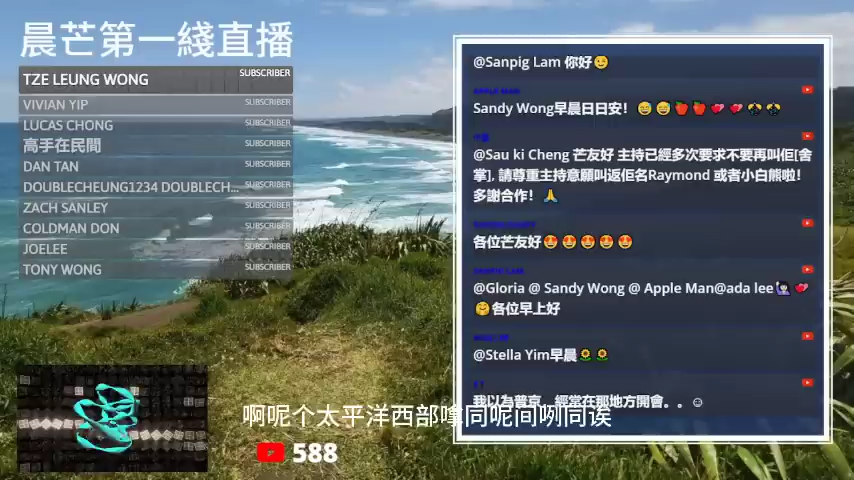 晨芒第一綫直播
TZE LEUNG WONG SUBSCRIBER
VIVIAN YIP SUBSCRIBER
LUCAS CHONG SUBSCRIBER
高手在民間 SUBSCRIBER
DAN TAN SUBSCRIBER
DOUBLECHEUNG1234 DOUBLECH... SUBSCRIBER
ZACH SANLEY SUBSCRIBER
COLDMAN DON SUBSCRIBER
JOELEE SUBSCRIBER
TONY WONG SUBSCRIBER
@Sanpig Lam 你好😉
Sandy Wong早晨日日安！😅😅🍎🍎💕💕
@Sau ki Cheng 芒友好 主持已經多次要求不要再叫佢[舍
掌], 請尊重主持意願叫返佢名Raymond 或者小白熊啦！
多謝合作！🙏
各位芒友好😍😍😍😍😍
@Gloria @ Sandy Wong @ Apple Man@ada lee🙋🏻‍♀️💕
🤗各位早上好
@Stella Yim早晨🌻🌻
我以為普京，經常在那地方開會。。☺
啊呢个太平洋西部嗱同呢间咧同诶
588